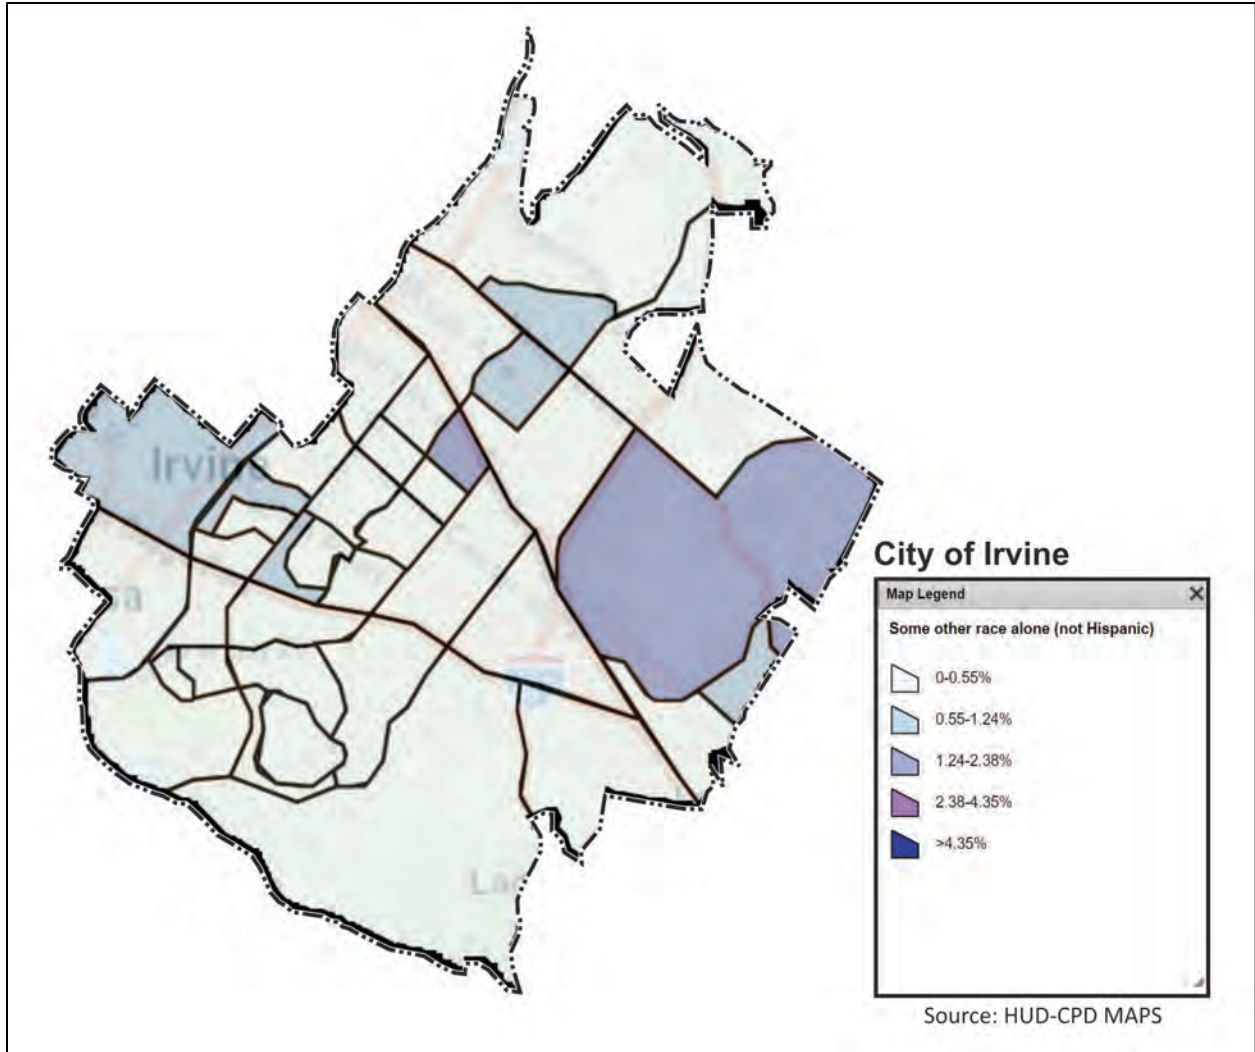 Irvine
sa
City of Irvine
Map Legend
Some other race alone (not Hispanic)
0-0.55%
0.55-1.24%
1.24-2.38%
2.38-4.35%
>4.35%
Lag
Source: HUD-CPD MAPS